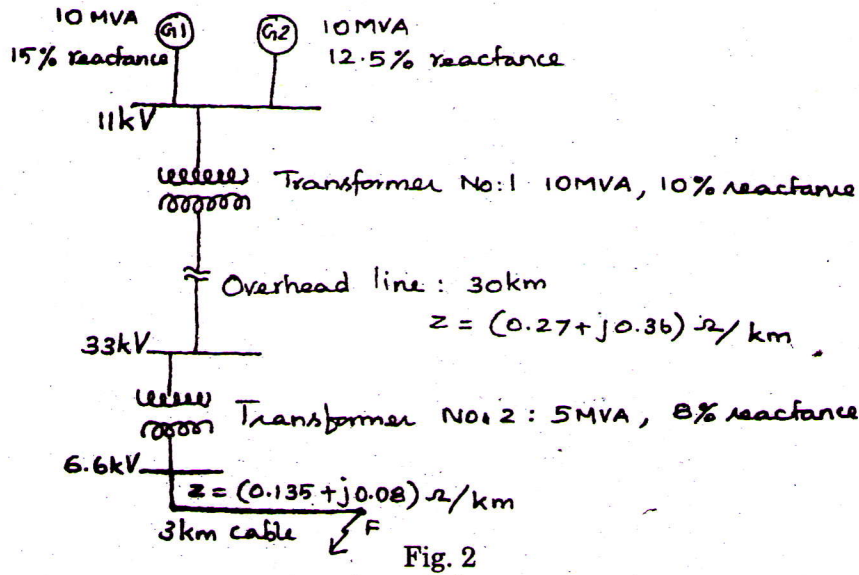 10 MVA
G1
G2
10MVA
15% reactance
12.5% reactance
11kV
Transformer No:1 10MVA, 10% reactance
Overhead line : 30km
Z = (0.27+j0.36) Ω/km
33kV
Transformer No. 2 : 5MVA, 8% reactance
6.6kV
Z = (0.135+j0.08) Ω/km
3km cable
F
Fig. 2